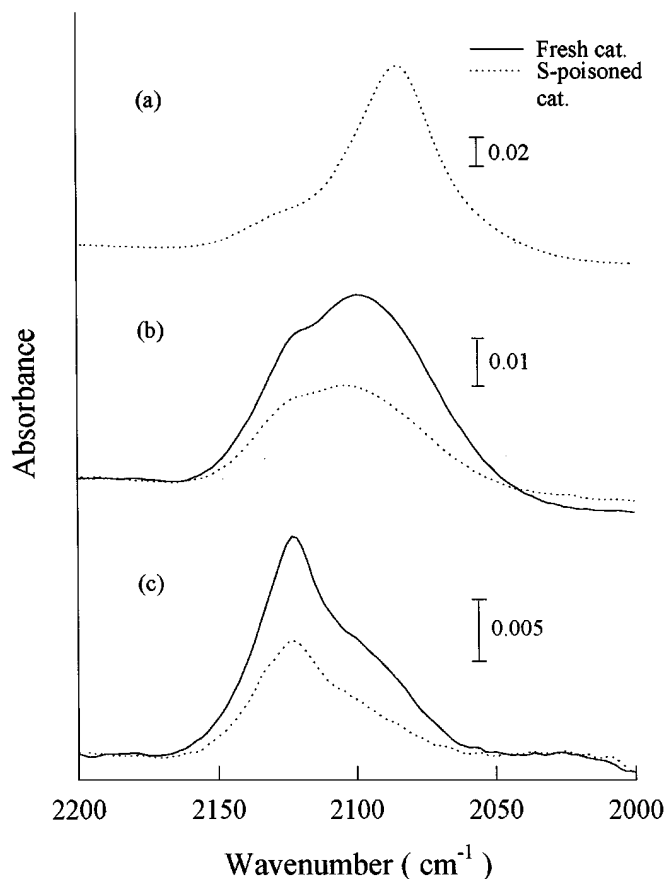 Fresh cat.
S-poisoned
cat.
(a)
0.02
(b)
0.01
(c)
0.005
Absorbance
2200 2150 2100 2050 2000
Wavenumber ( cm-1 )